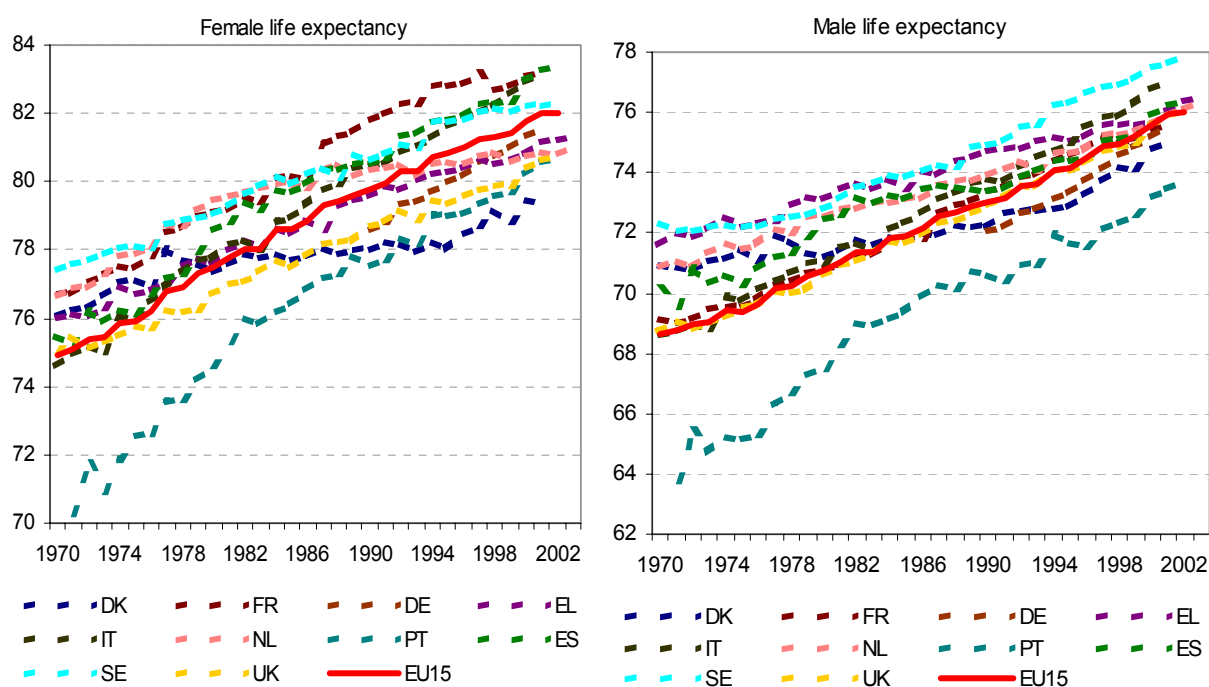 Female life expectancy
84
82
80
78
76
74
72
70
1970 1974 1978 1982 1986 1990 1994 1998 2002
DK FR DE EL
IT NL PT ES
SE UK EU15
Male life expectancy
78
76
74
72
70
68
66
64
62
1970 1974 1978 1982 1986 1990 1994 1998 2002
DK FR DE EL
IT NL PT ES
SE UK EU15